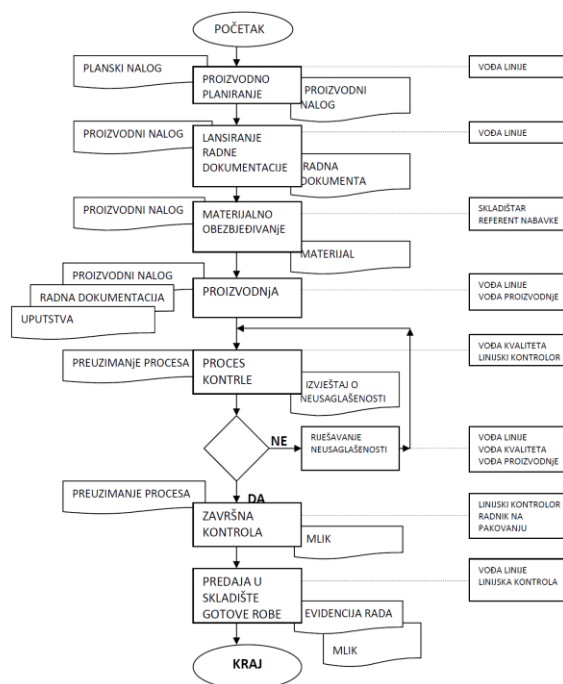 POČETAK
PLANSKI NALOG
PROIZVODNO
PLANIRANJE
PROIZVODNI
NALOG
VOĐA LINIJE
PROIZVODNI NALOG
LANSIRANJE
RADNE
DOKUMENTACIJE
RADNA
DOKUMENTA
VOĐA LINIJE
PROIZVODNI NALOG
MATERIJALNO
OBEZBJEĐIVANjE
MATERIJAL
SKLADIŠTAR
REFERENT NABAVKE
PROIZVODNI NALOG
RADNA DOKUMENTACIJA
UPUTSTVA
PROIZVODNjA
VOĐA LINIJE
VOĐA PROIZVODNjE
PREUZIMANjE PROCESA
PROCES
KONTRLE
IZVJEŠTAJ O
NEUSAGLAŠENOSTI
VOĐA KVALITETA
LINIJSKI KONTROLOR
NE
RIJEŠAVANJE
NEUSAGLAŠENOSTI
VOĐA LINIJE
VOĐA KVALITETA
VOĐA PROIZVODNjE
DA
PREUZIMANJE PROCESA
ZAVRŠNA
KONTROLA
MLIK
LINIJSKI KONTROLOR
RADNIK NA
PAKOVANJU
PREDAJA U
SKLADIŠTE
GOTOVE ROBE
EVIDENCIJA RADA
MLIK
VOĐA LINIJE
LINIJSKA KONTROLA
KRAJ